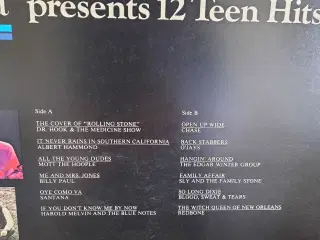 presents 12 Teen Hits
Side A
THE COVER OF "ROLLING STONE"
DR. HOOK & THE MEDICINE SHOW
IT NEVER RAINS IN SOUTHERN CALIFORNIA
ALBERT HAMMOND
ALL THE YOUNG DUDES
MOTT THE HOOPLE
ME AND MRS. JONES
BILLY PAUL
OYE COMO VA
SANTANA
IF YOU DON'T KNOW ME BY NOW
HAROLD MELVIN AND THE BLUE NOTES
Side B
OPEN UP WIDE
CHASE
BACK STABBERS
O'JAYS
HANGIN' AROUND
THE EDGAR WINTER GROUP
FAMILY AFFAIR
SLY AND THE FAMILY STONE
SO LONG DIXIE
BLOOD, SWEAT & TEARS
THE WITCH QUEEN OF NEW ORLEANS
REDBONE